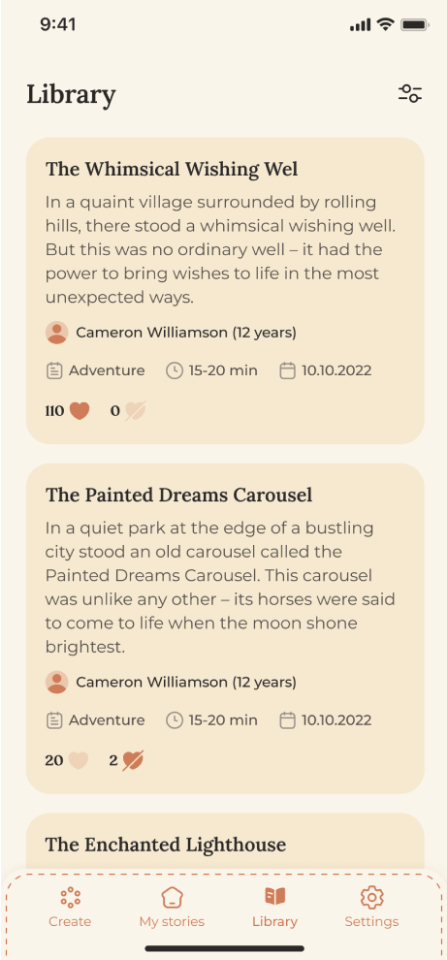 9:41
Library
The Whimsical Wishing Wel
In a quaint village surrounded by rolling
hills, there stood a whimsical wishing well.
But this was no ordinary well – it had the
power to bring wishes to life in the most
unexpected ways.
Cameron Williamson (12 years)
Adventure 15-20 min 10.10.2022
110 0
The Painted Dreams Carousel
In a quiet park at the edge of a bustling
city stood an old carousel called the
Painted Dreams Carousel. This carousel
was unlike any other – its horses were said
to come to life when the moon shone
brightest.
Cameron Williamson (12 years)
Adventure 15-20 min 10.10.2022
20 2
The Enchanted Lighthouse
Create My stories Library Settings